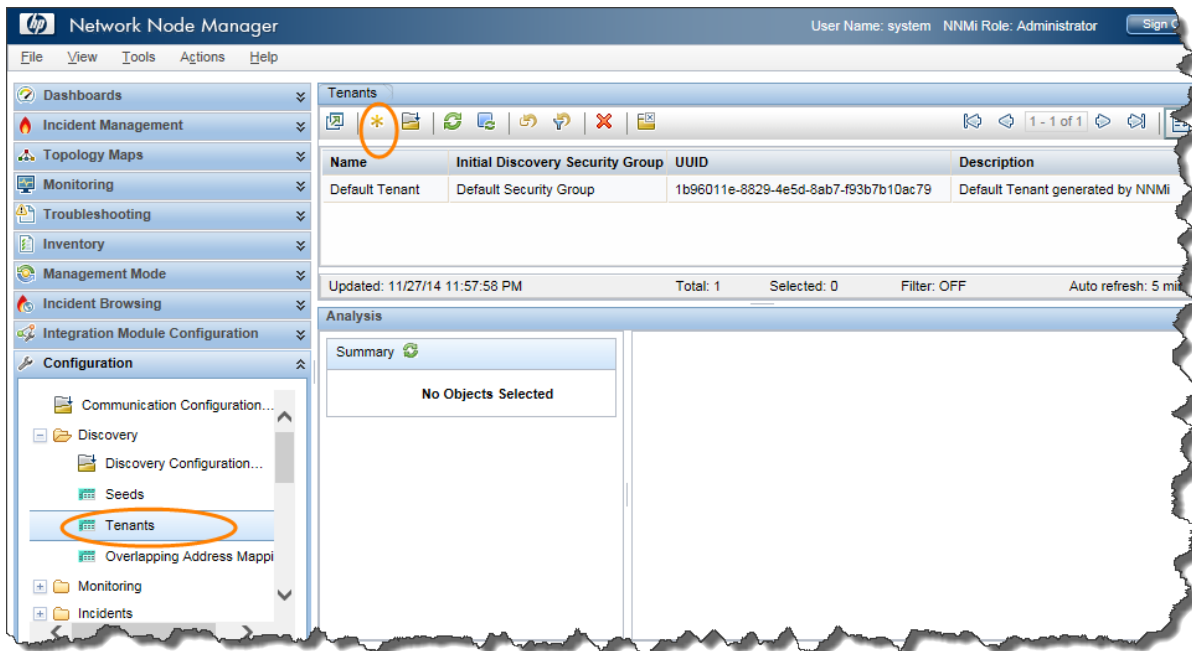 hp Network Node Manager
User Name: system NNMi Role: Administrator
Sign
File View Tools Actions Help
Dashboards
Incident Management
Topology Maps
Monitoring
Troubleshooting
Inventory
Management Mode
Incident Browsing
Integration Module Configuration
Configuration
Communication Configuration...
Discovery
Discovery Configuration...
Seeds
Tenants
Overlapping Address Mappi
Monitoring
Incidents
Tenants
1 - 1 of 1
Name Initial Discovery Security Group UUID Description
Default Tenant Default Security Group 1b96011e-8829-4e5d-8ab7-f93b7b10ac79 Default Tenant generated by NNMi
Updated: 11/27/14 11:57:58 PM Total: 1 Selected: 0 Filter: OFF Auto refresh: 5 min
Analysis
Summary
No Objects Selected